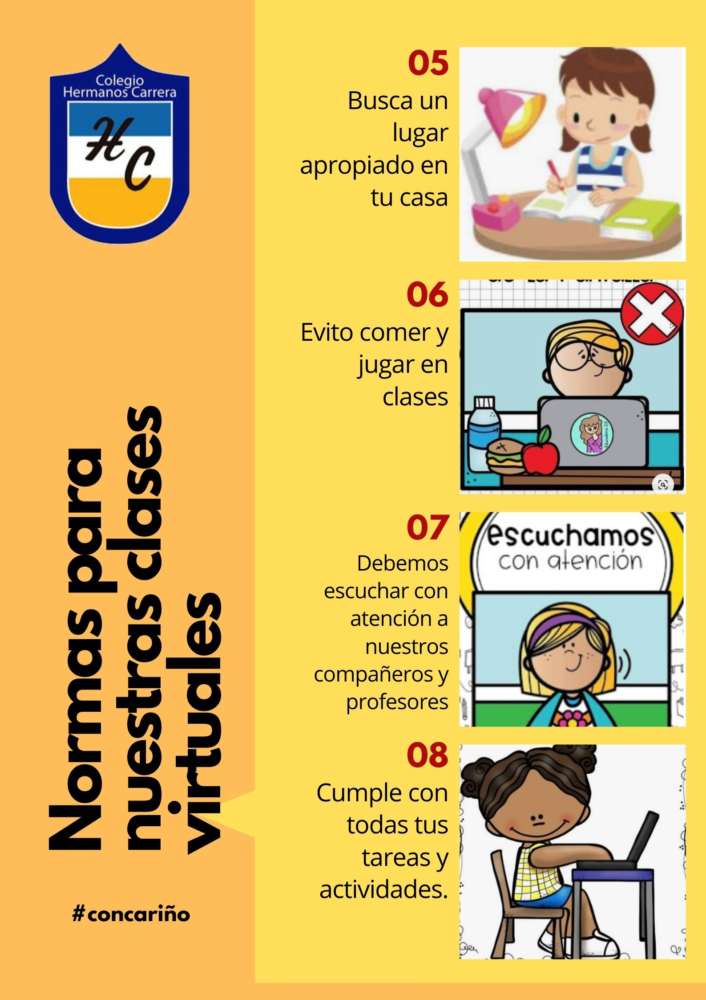 Colegio
Hermanos Carrera
H
C
Normas para
nuestras clases
virtuales
#concariño
05
Busca un
lugar
apropiado en
tu casa
06
Evito comer y
jugar en
clases
Educadora 2.0
07
Debemos
escuchar con
atención a
nuestros
compañeros y
profesores
escuchamos
con atención
08
Cumple con
todas tus
tareas y
actividades.